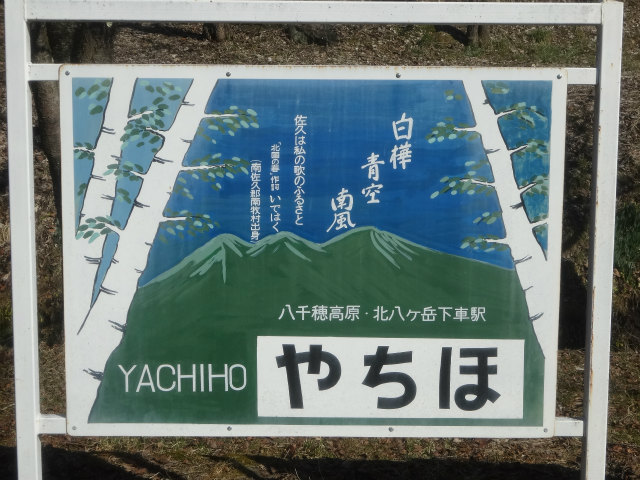 白樺
青空
南風
佐久は私の歌のふるさと
「北国の春」作詞 いではく
(南佐久郡南牧村出身)
八千穂高原・北八ヶ岳下車駅
YACHIHO
やちほ